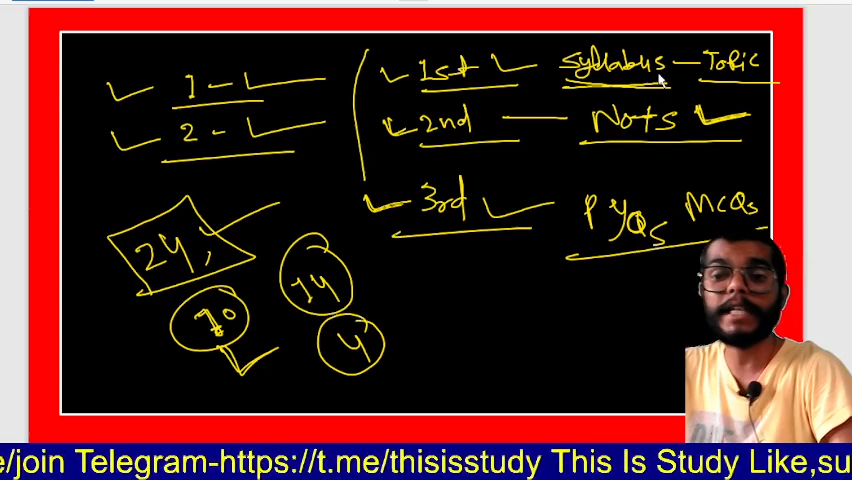 1 -
2 -
24,
10
14
4
1st syllabus - Topic
2nd Nots
3rd PYQs MCQs
e/join Telegram-https://t.me/thisisstudy This Is Study Like,su